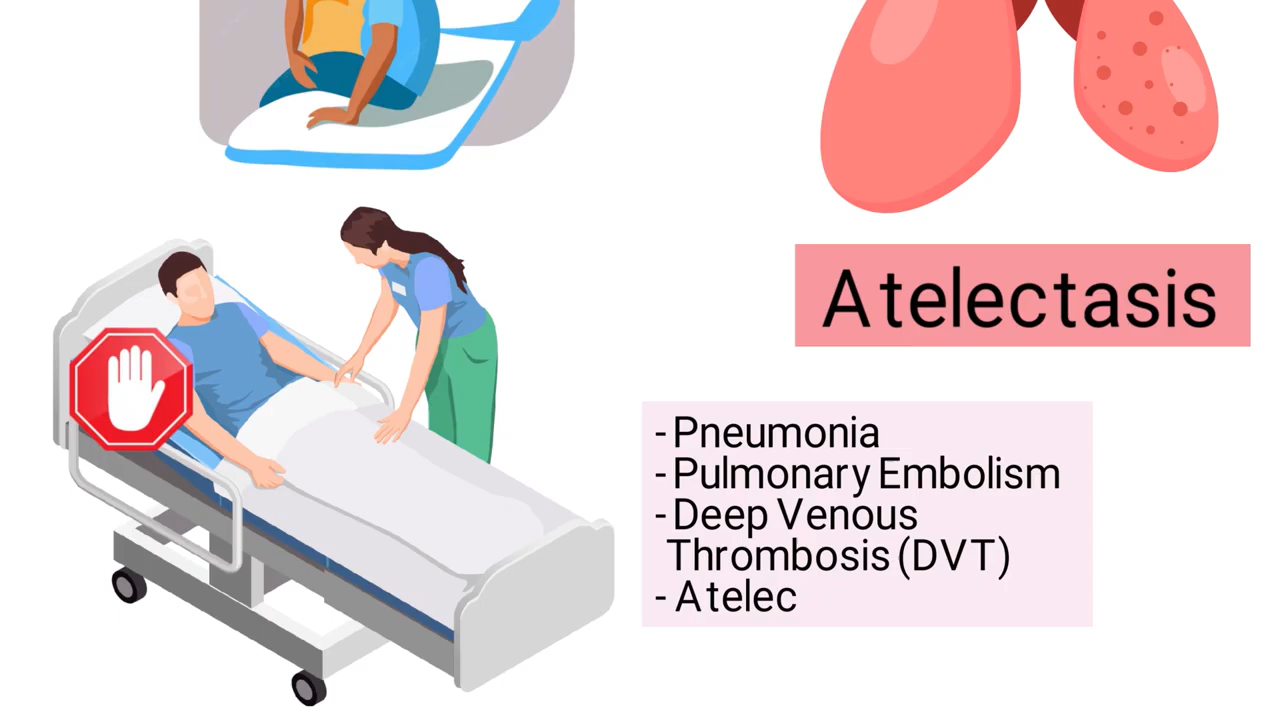 Atelectasis
- Pneumonia
- Pulmonary Embolism
- Deep Venous
Thrombosis (DVT)
- Atelec